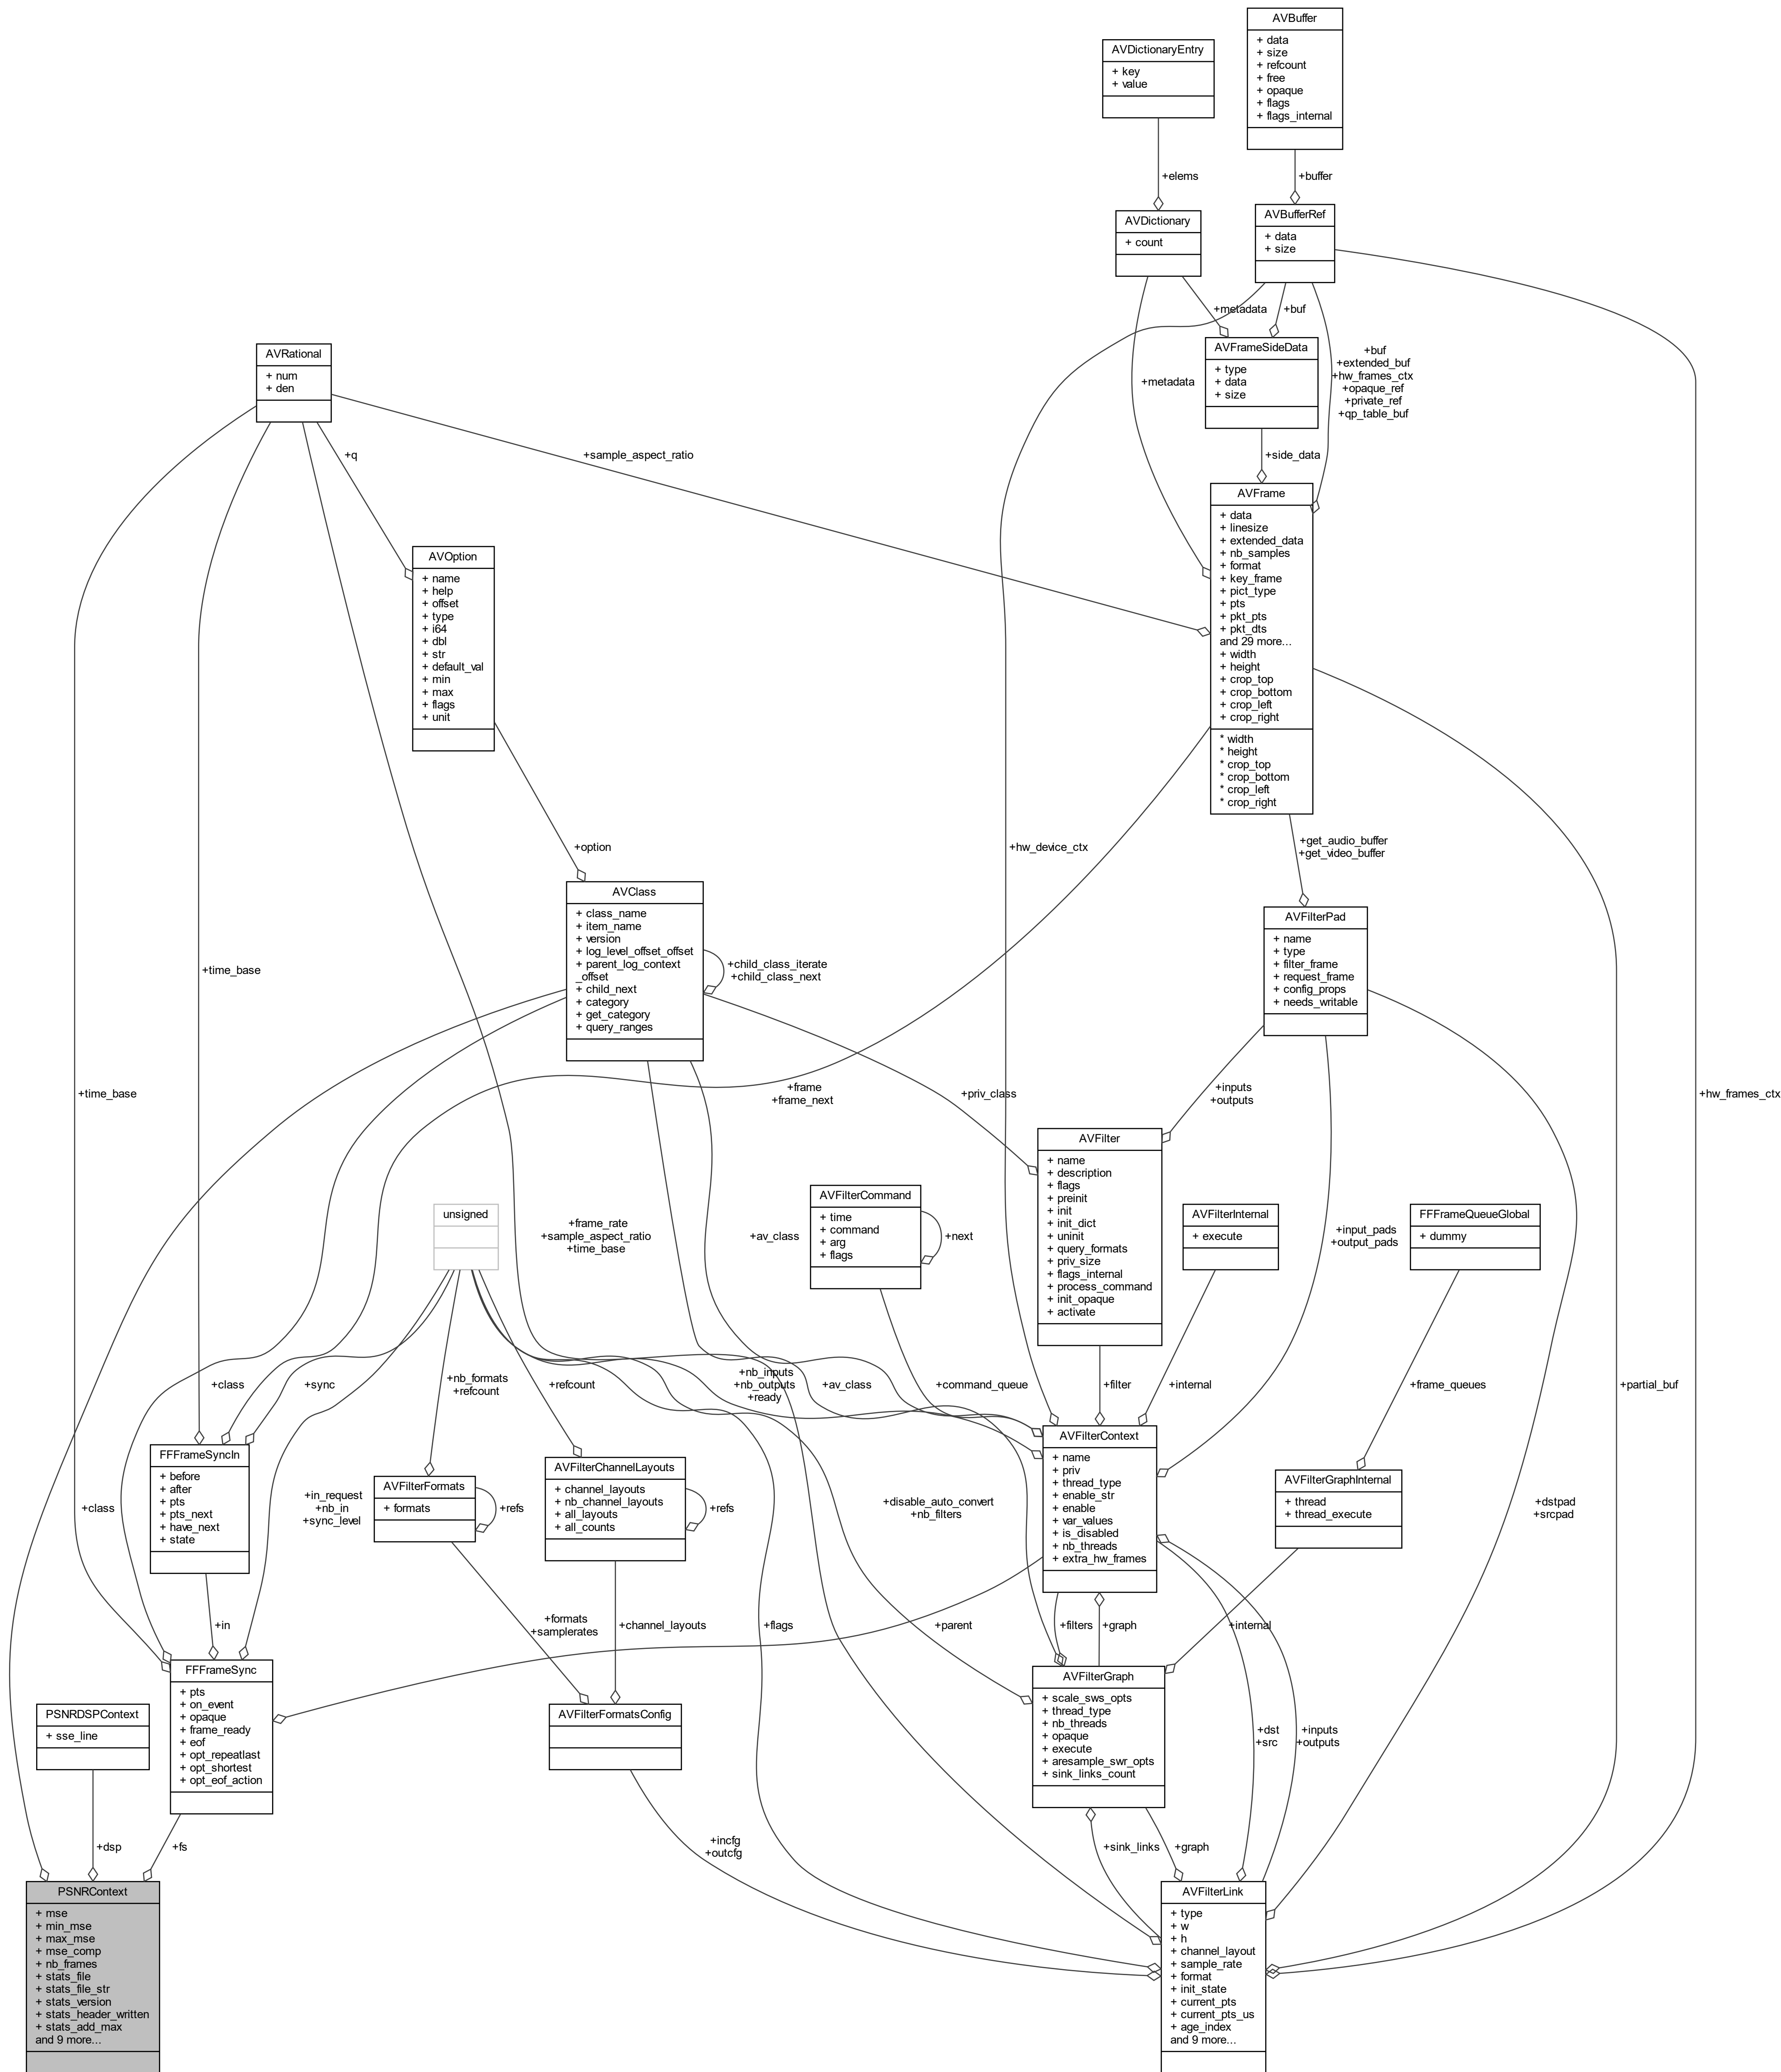 AVBuffer
+ data
+ size
+ refcount
+ free
+ opaque
+ flags
+ flags_internal
AVDictionaryEntry
+ key
+ value
+elems
+buffer
AVDictionary
+ count
AVBufferRef
+ data
+ size
+metadata
+buf
AVFrameSideData
+ type
+ data
+ size
+buf
+extended_buf
+hw_frames_ctx
+opaque_ref
+private_ref
+qp_table_buf
+metadata
AVRational
+ num
+ den
+q
+sample_aspect_ratio
+side_data
AVFrame
+ data
+ linesize
+ extended_data
+ nb_samples
+ format
+ key_frame
+ pict_type
+ pts
+ pkt_pts
+ pkt_dts
and 29 more...
+ width
+ height
+ crop_top
+ crop_bottom
+ crop_left
+ crop_right
* width
* height
* crop_top
* crop_bottom
* crop_left
* crop_right
AVOption
+ name
+ help
+ offset
+ type
+ i64
+ dbl
+ str
+ default_val
+ min
+ max
+ flags
+ unit
+option
+hw_device_ctx
+get_audio_buffer
+get_video_buffer
AVClass
+ class_name
+ item_name
+ version
+ log_level_offset_offset
+ parent_log_context
_offset
+ child_next
+ category
+ get_category
+ query_ranges
+child_class_iterate
+child_class_next
AVFilterPad
+ name
+ type
+ filter_frame
+ request_frame
+ config_props
+ needs_writable
+time_base
+time_base
+frame
+frame_next
+priv_class
+inputs
+outputs
+hw_frames_ctx
AVFilter
+ name
+ description
+ flags
+ preinit
+ init
+ init_dict
+ uninit
+ query_formats
+ priv_size
+ flags_internal
+ process_command
+ init_opaque
+ activate
unsigned
+frame_rate
+sample_aspect_ratio
+time_base
+av_class
AVFilterCommand
+ time
+ command
+ arg
+ flags
+next
AVFilterInternal
+ execute
+input_pads
+output_pads
FFFrameQueueGlobal
+ dummy
+class
+sync
+nb_formats
+refcount
+refcount
+nb_inputs
+nb_outputs
+ready
+av_class
+command_queue
+filter
+internal
+frame_queues
+partial_buf
FFFrameSyncIn
+ before
+ after
+ pts
+ pts_next
+ have_next
+ state
+class
+in_request
+nb_in
+sync_level
AVFilterFormats
+ formats
+refs
AVFilterChannelLayouts
+ channel_layouts
+ nb_channel_layouts
+ all_layouts
+ all_counts
+refs
+disable_auto_convert
+nb_filters
AVFilterContext
+ name
+ priv
+ thread_type
+ enable_str
+ enable
+ var_values
+ is_disabled
+ nb_threads
+ extra_hw_frames
AVFilterGraphInternal
+ thread
+ thread_execute
+dstpad
+srcpad
+in
+formats
+samplerates
+channel_layouts
+flags
+parent
+filters
+graph
+internal
FFFrameSync
+ pts
+ on_event
+ opaque
+ frame_ready
+ eof
+ opt_repeatlast
+ opt_shortest
+ opt_eof_action
PSNRDSPContext
+ sse_line
AVFilterFormatsConfig
AVFilterGraph
+ scale_sws_opts
+ thread_type
+ nb_threads
+ opaque
+ execute
+ aresample_swr_opts
+ sink_links_count
+dst
+src
+inputs
+outputs
+dsp
+fs
+incfg
+outcfg
+sink_links
+graph
PSNRContext
+ mse
+ min_mse
+ max_mse
+ mse_comp
+ nb_frames
+ stats_file
+ stats_file_str
+ stats_version
+ stats_header_written
+ stats_add_max
and 9 more...
AVFilterLink
+ type
+ w
+ h
+ channel_layout
+ sample_rate
+ format
+ init_state
+ current_pts
+ current_pts_us
+ age_index
and 9 more...